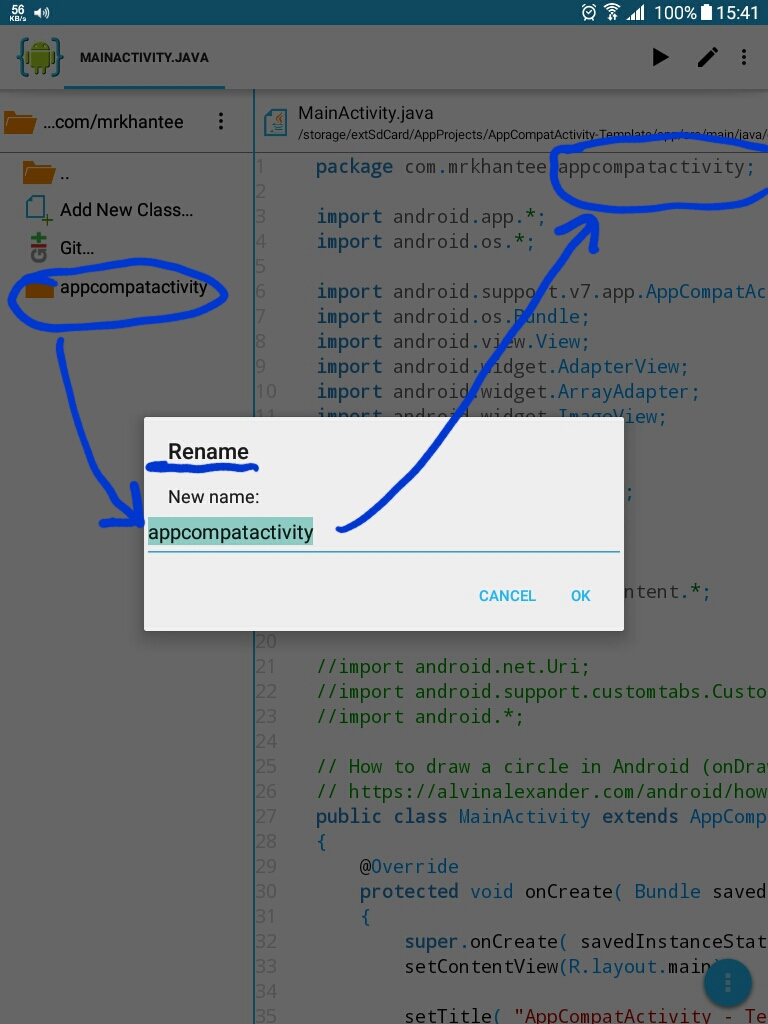 56
KB/s
100% 15:41
MAINACTIVITY.JAVA
...com/mrkhantee
MainActivity.java
/storage/extSdCard/AppProjects/AppCompatActivity-Template/app/src/main/java/
..
Add New Class...
Git...
appcompatactivity
1 package com.mrkhantee appcompatactivity;
2
3 import android.app.*;
4 import android.os.*;
5
6 import android.support.v7.app.AppCompatAc
7 import android.os.Bundle;
8 import android.view.View;
9 import android.widget.AdapterView;
10 import android.widget.ArrayAdapter;
11 import android.widget.ImageView;
;
Rename
New name:
appcompatactivity
CANCEL OK
ntent.*;
20
21 //import android.net.Uri;
22 //import android.support.customtabs.Custo
23 //import android.*;
24
25 // How to draw a circle in Android (onDra
26 // https://alvinalexander.com/android/how
27 public class MainActivity extends AppComp
28 {
29 @Override
30 protected void onCreate( Bundle saved
31 {
32 super.onCreate( savedInstanceStat
33 setContentView(R.layout.main
34
35 setTitle( "AppCompatActivity - Te